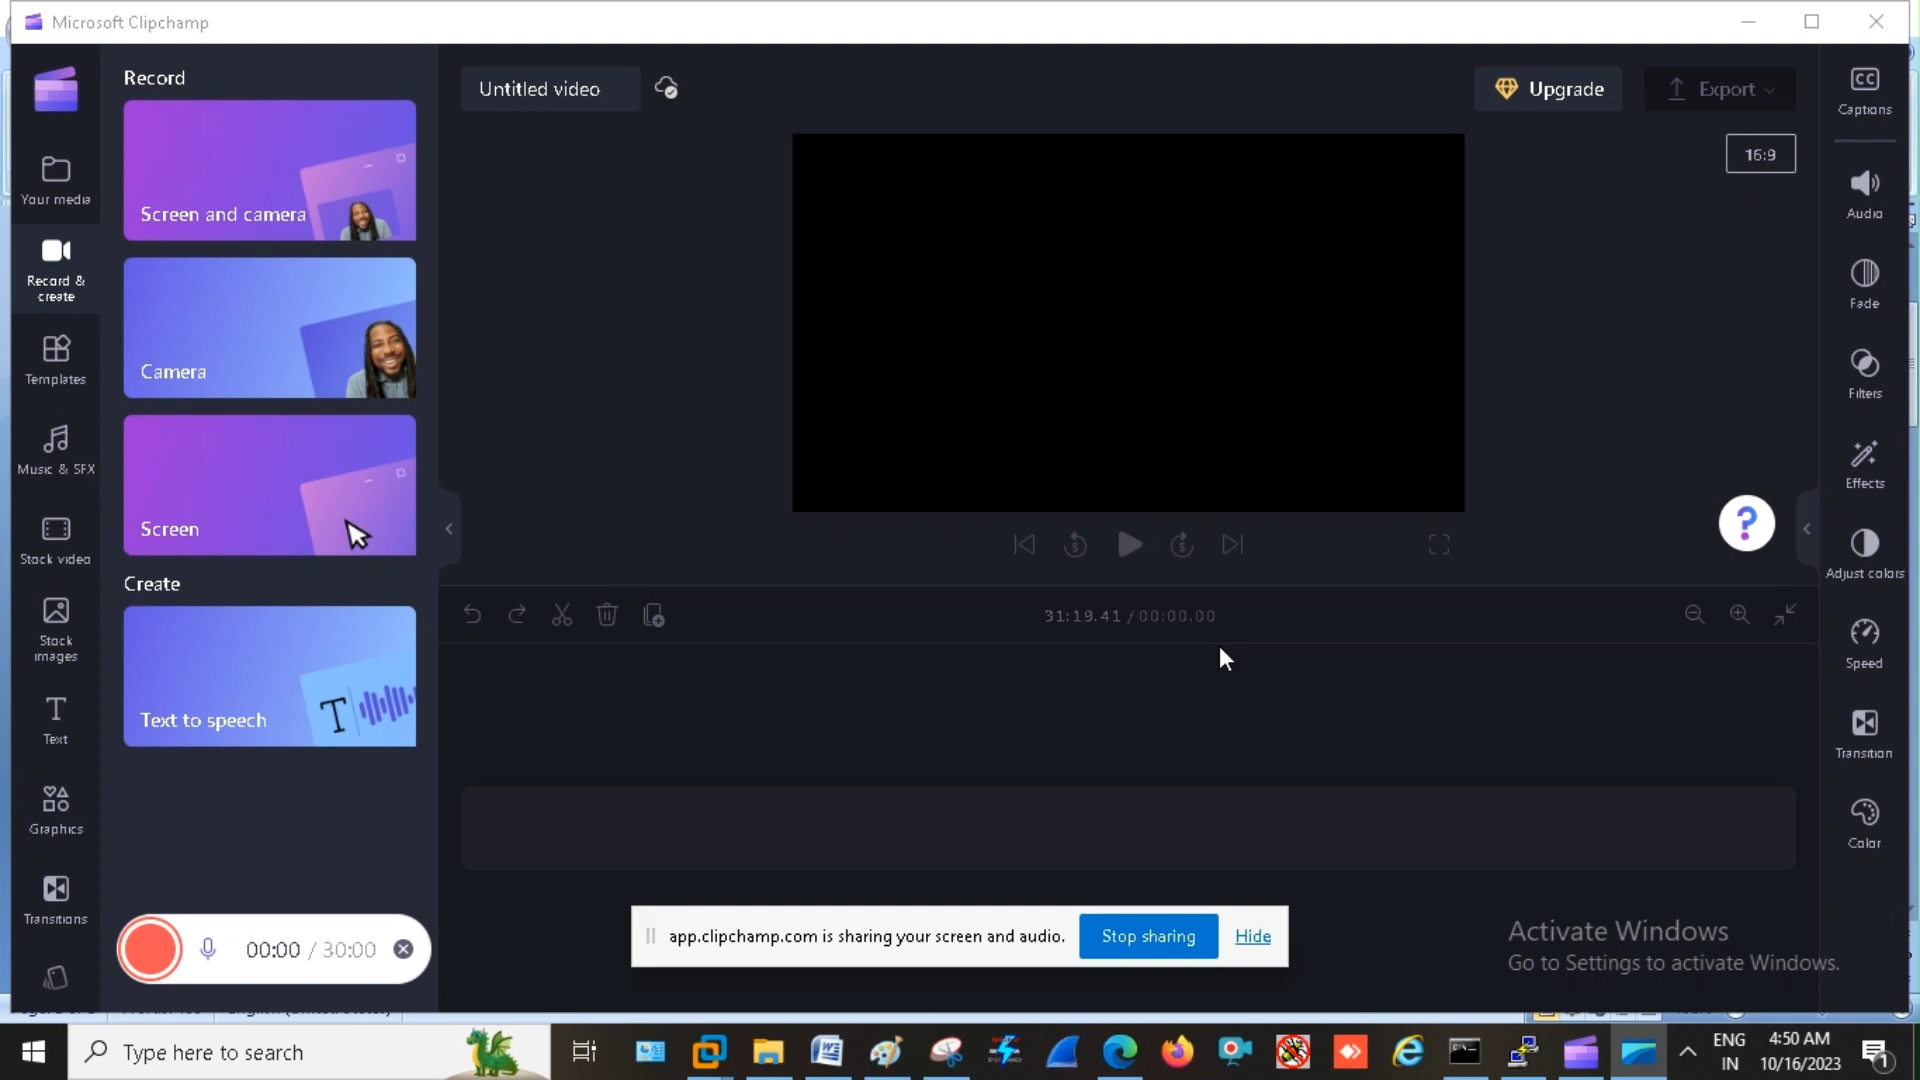 Microsoft Clipchamp
Record
Untitled video
Upgrade
Export
CC
Captions
16:9
Your media
Screen and camera
Audio
Record &
create
Fade
Templates
Camera
Filters
Music & SFX
Effects
Screen
?
Stock video
5
5
Adjust colors
Create
31:19.41 / 00:00.00
Stock
images
Speed
Text to speech
T
Text
Transition
Graphics
Color
Transitions
00:00 / 30:00
app.clipchamp.com is sharing your screen and audio.
Stop sharing
Hide
Activate Windows
Go to Settings to activate Windows.
Type here to search
ENG
IN
4:50 AM
10/16/2023
1